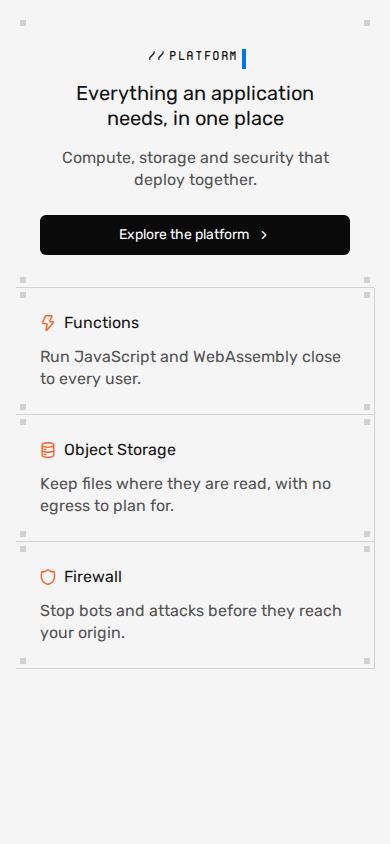 // PLATFORM
Everything an application
needs, in one place
Compute, storage and security that
deploy together.
Explore the platform
Functions
Run JavaScript and WebAssembly close
to every user.
Object Storage
Keep files where they are read, with no
egress to plan for.
Firewall
Stop bots and attacks before they reach
your origin.